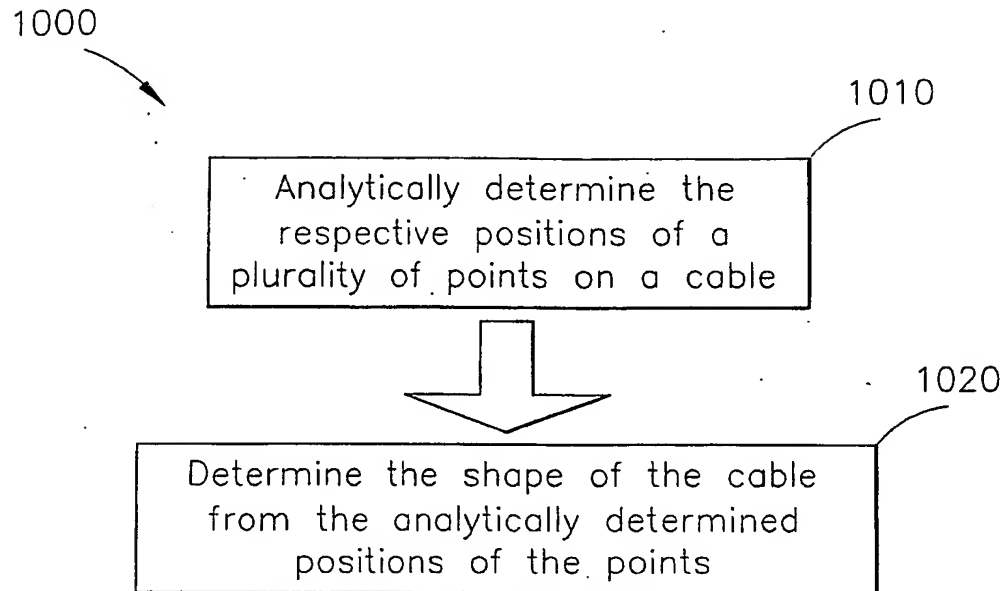 1000
1010
Analytically determine the
respective positions of a
plurality of points on a cable
1020
Determine the shape of the cable
from the analytically determined
positions of the points